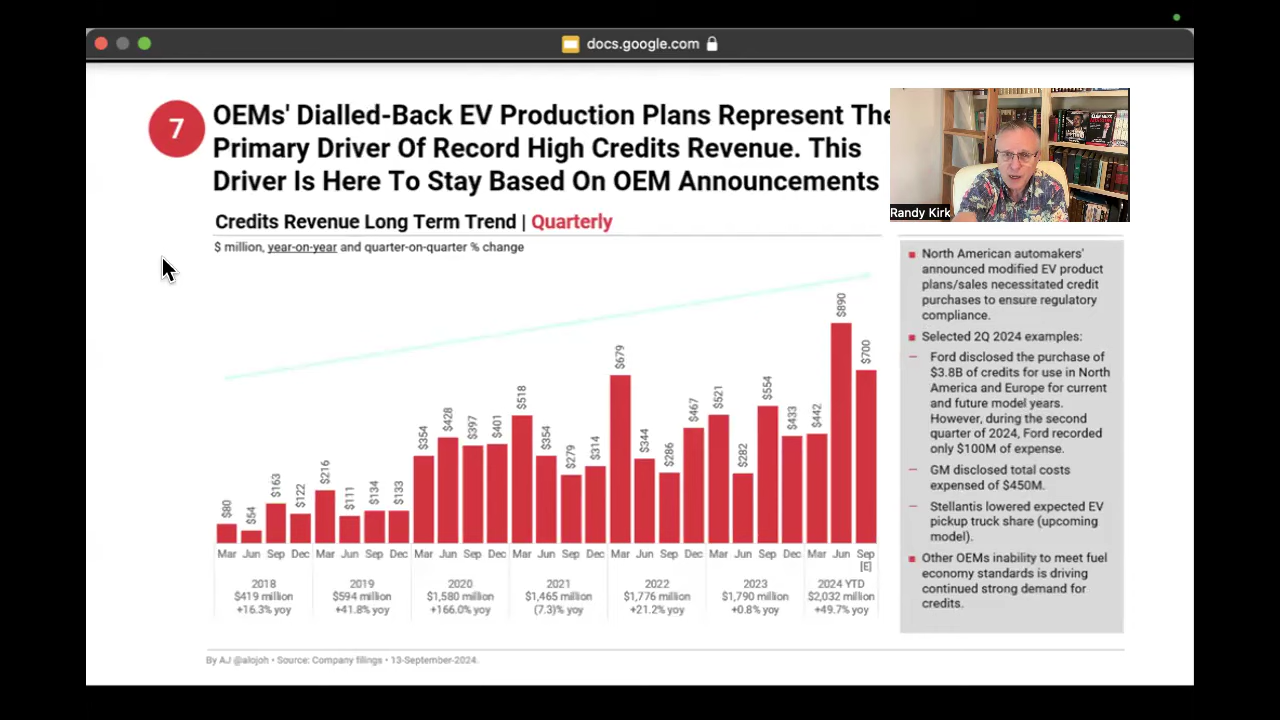 docs.google.com
7
OEMs' Dialled-Back EV Production Plans Represent The
Primary Driver Of Record High Credits Revenue. This
Driver Is Here To Stay Based On OEM Announcements
Randy Kirk
Credits Revenue Long Term Trend | Quarterly
$ million, year-on-year and quarter-on-quarter % change
$80 $54 $163 $122 $216 $111 $134 $133 $354 $428 $397 $401 $518 $354 $279 $314 $679 $344 $286 $467 $521 $282 $554 $433 $442 $890 $700
Mar Jun Sep Dec Mar Jun Sep Dec Mar Jun Sep Dec Mar Jun Sep Dec Mar Jun Sep Dec Mar Jun Sep Dec Mar Jun Sep
[E]
2018 2019 2020 2021 2022 2023 2024 YTD
$419 million $594 million $1,580 million $1,465 million $1,776 million $1,790 million $2,032 million
+16.3% yoy +41.8% yoy +166.0% yoy (7.3)% yoy +21.2% yoy +0.8% yoy +49.7% yoy
North American automakers'
announced modified EV product
plans/sales necessitated credit
purchases to ensure regulatory
compliance.
Selected 2Q 2024 examples:
– Ford disclosed the purchase of
$3.8B of credits for use in North
America and Europe for current
and future model years.
However, during the second
quarter of 2024, Ford recorded
only $100M of expense.
– GM disclosed total costs
expensed of $450M.
– Stellantis lowered expected EV
pickup truck share (upcoming
model).
Other OEMs inability to meet fuel
economy standards is driving
continued strong demand for
credits.
By AJ @alojoh • Source: Company filings • 13-September-2024.